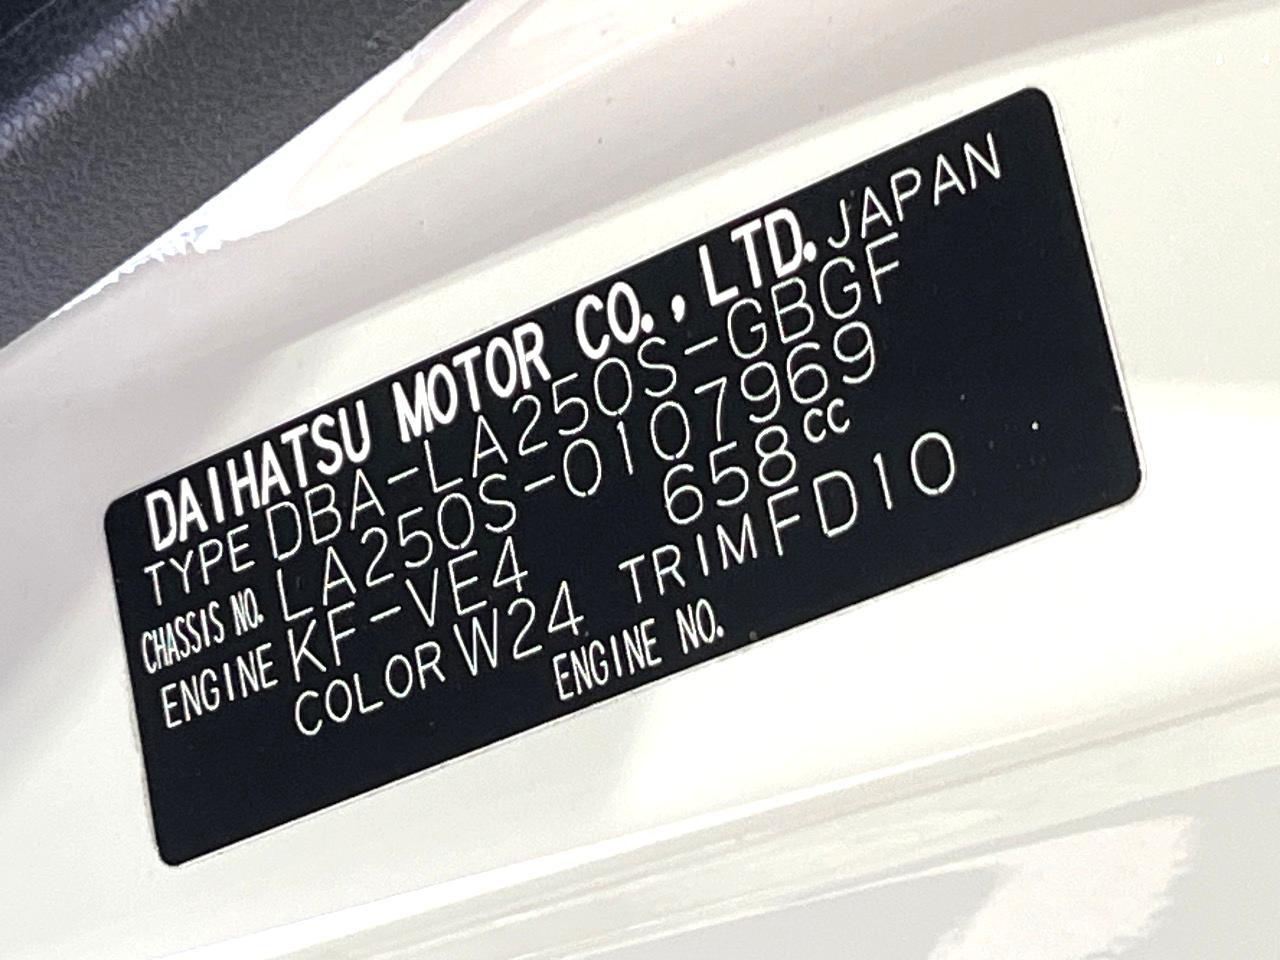 DAIHATSU MOTOR CO., LTD. JAPAN
TYPE DBA-LA250S-GBGF
CHASSIS NO. LA250S-0107969
ENGINE KF-VE4 658cc
COLOR W24 TRIM FD10
ENGINE NO.